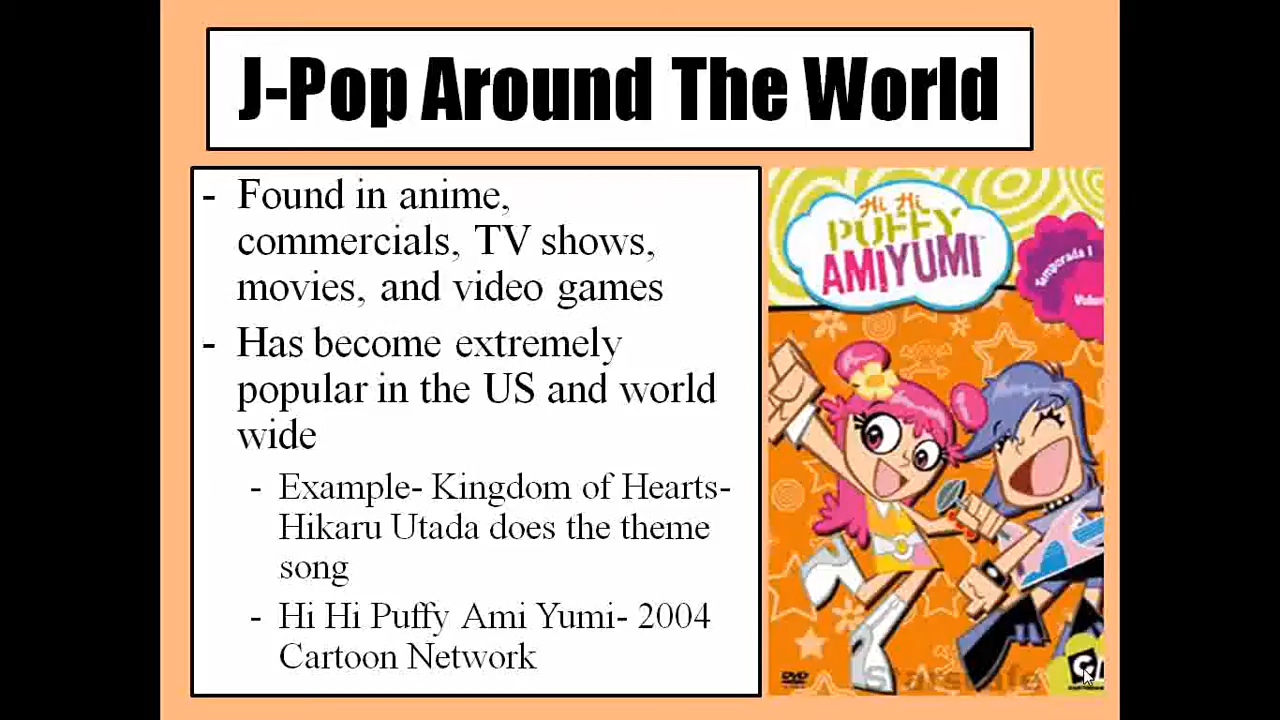 J-Pop Around The World
- Found in anime,
commercials, TV shows,
movies, and video games
- Has become extremely
popular in the US and world
wide
- Example- Kingdom of Hearts-
Hikaru Utada does the theme
song
- Hi Hi Puffy Ami Yumi- 2004
Cartoon Network
Hi Hi
PUFFY
AMIYUMI
Temporada 1
DVD